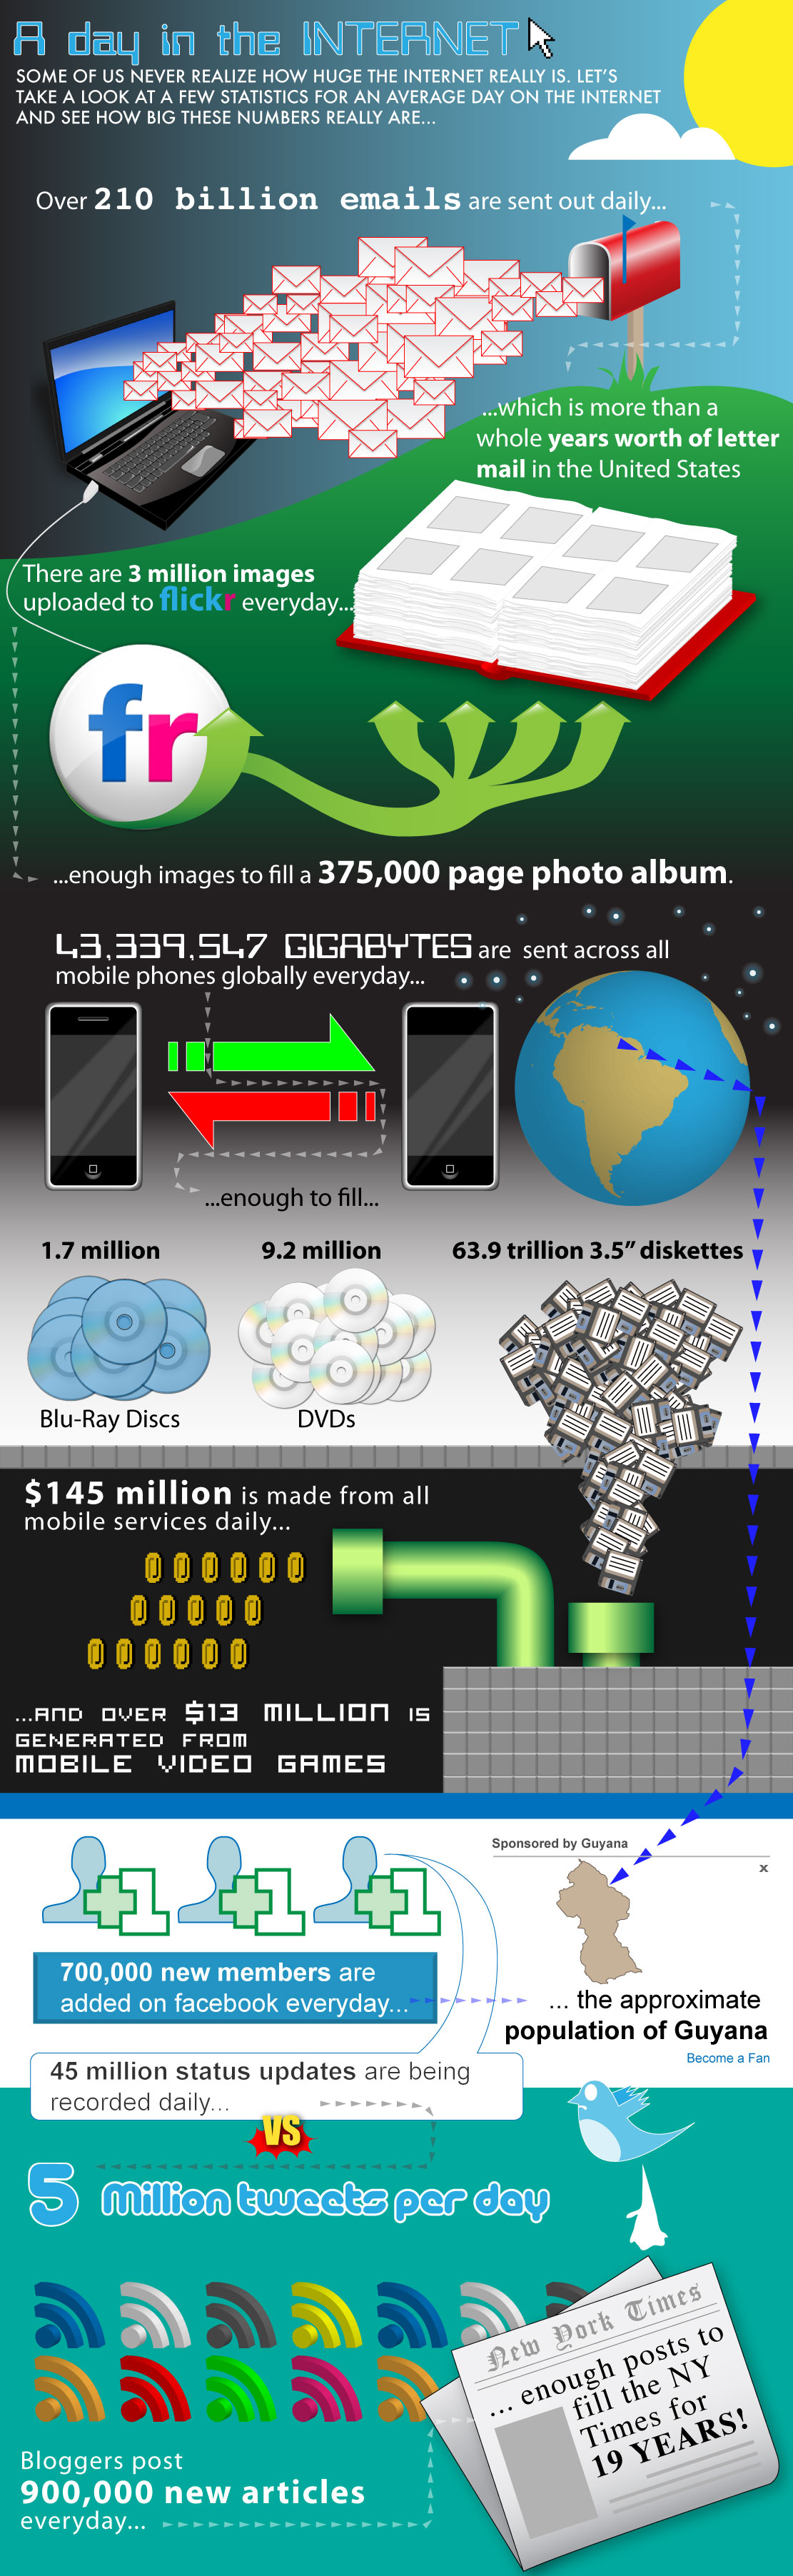 A day in the INTERNET
SOME OF US NEVER REALIZE HOW HUGE THE INTERNET REALLY IS. LET'S
TAKE A LOOK AT A FEW STATISTICS FOR AN AVERAGE DAY ON THE INTERNET
AND SEE HOW BIG THESE NUMBERS REALLY ARE...
Over 210 billion emails are sent out daily...
...which is more than a
whole years worth of letter
mail in the United States
There are 3 million images
uploaded to flickr everyday...
fr
...enough images to fill a 375,000 page photo album.
43,339,547 GIGABYTES are sent across all
mobile phones globally everyday...
...enough to fill...
1.7 million
9.2 million
63.9 trillion 3.5” diskettes
Blu-Ray Discs
DVDs
$145 million is made from all
mobile services daily...
...AND OVER $13 MILLION IS
GENERATED FROM
MOBILE VIDEO GAMES
Sponsored by Guyana
x
1
1
1
700,000 new members are
added on facebook everyday...
... the approximate
population of Guyana
Become a Fan
45 million status updates are being
recorded daily...
VS
5 Million tweets per day
New York Times
... enough posts to
fill the NY
Times for
19 YEARS!
Bloggers post
900,000 new articles
everyday...